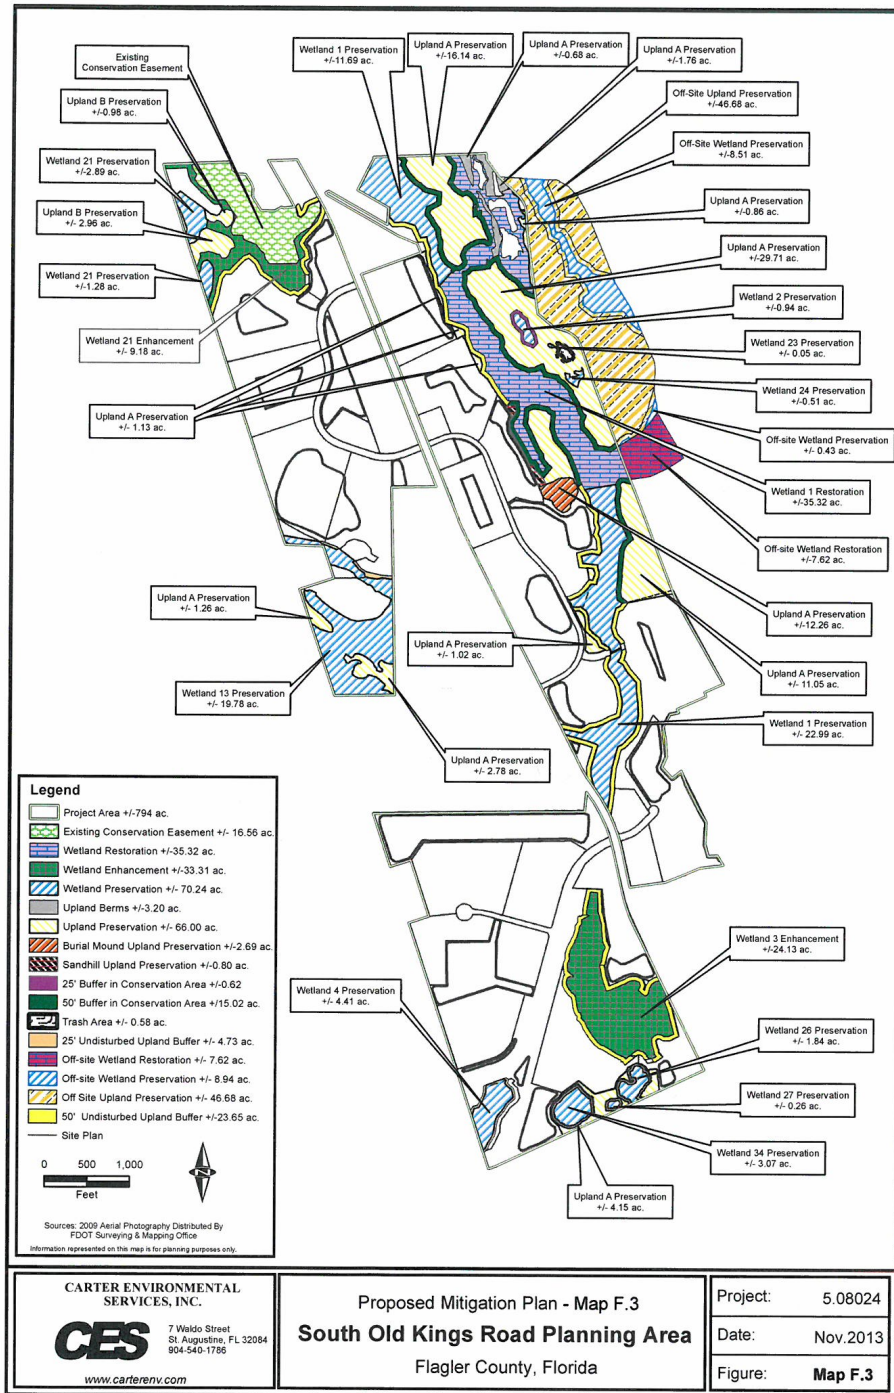 Existing
Conservation Easement
Upland B Preservation
+/-0.98 ac.
Wetland 21 Preservation
+/-2.89 ac.
Upland B Preservation
+/- 2.96 ac.
Wetland 21 Preservation
+/-1.28 ac.
Wetland 21 Enhancement
+/- 9.18 ac.
Upland A Preservation
+/- 1.13 ac.
Wetland 1 Preservation
+/-11.69 ac.
Upland A Preservation
+/-16.14 ac.
Upland A Preservation
+/-0.68 ac.
Upland A Preservation
+/-1.76 ac.
Off-Site Upland Preservation
+/-46.68 ac.
Off-Site Wetland Preservation
+/-8.51 ac.
Upland A Preservation
+/-0.86 ac.
Upland A Preservation
+/-29.71 ac.
Wetland 2 Preservation
+/-0.94 ac.
Wetland 23 Preservation
+/- 0.05 ac.
Wetland 24 Preservation
+/-0.51 ac.
Off-site Wetland Preservation
+/- 0.43 ac.
Wetland 1 Restoration
+/-35.32 ac.
Off-site Wetland Restoration
+/-7.62 ac.
Upland A Preservation
+/-12.26 ac.
Upland A Preservation
+/- 11.05 ac.
Wetland 1 Preservation
+/- 22.99 ac.
Upland A Preservation
+/- 1.26 ac.
Wetland 13 Preservation
+/- 19.78 ac.
Upland A Preservation
+/- 1.02 ac.
Upland A Preservation
+/- 2.78 ac.
Wetland 3 Enhancement
+/-24.13 ac.
Wetland 4 Preservation
+/- 4.41 ac.
Wetland 26 Preservation
+/- 1.84 ac.
Wetland 27 Preservation
+/- 0.26 ac.
Wetland 34 Preservation
+/- 3.07 ac.
Upland A Preservation
+/- 4.15 ac.
Legend
Project Area +/-794 ac.
Existing Conservation Easement +/- 16.56 ac.
Wetland Restoration +/-35.32 ac.
Wetland Enhancement +/-33.31 ac.
Wetland Preservation +/- 70.24 ac.
Upland Berms +/-3.20 ac.
Upland Preservation +/- 66.00 ac.
Burial Mound Upland Preservation +/-2.69 ac.
Sandhill Upland Preservation +/-0.80 ac.
25' Buffer in Conservation Area +/-0.62
50' Buffer in Conservation Area +/15.02 ac.
Trash Area +/- 0.58 ac.
25' Undisturbed Upland Buffer +/- 4.73 ac.
Off-site Wetland Restoration +/- 7.62 ac.
Off-site Wetland Preservation +/- 8.94 ac.
Off Site Upland Preservation +/- 46.68 ac.
50' Undisturbed Upland Buffer +/-23.65 ac.
Site Plan
0 500 1,000
Feet
N
Sources: 2009 Aerial Photography Distributed By
FDOT Surveying & Mapping Office
Information represented on this map is for planning purposes only.
CARTER ENVIRONMENTAL
SERVICES, INC.
CES
7 Waldo Street
St. Augustine, FL 32084
904-540-1786
www.carterenv.com
Proposed Mitigation Plan - Map F.3
South Old Kings Road Planning Area
Flagler County, Florida
Project: 5.08024
Date: Nov.2013
Figure: Map F.3